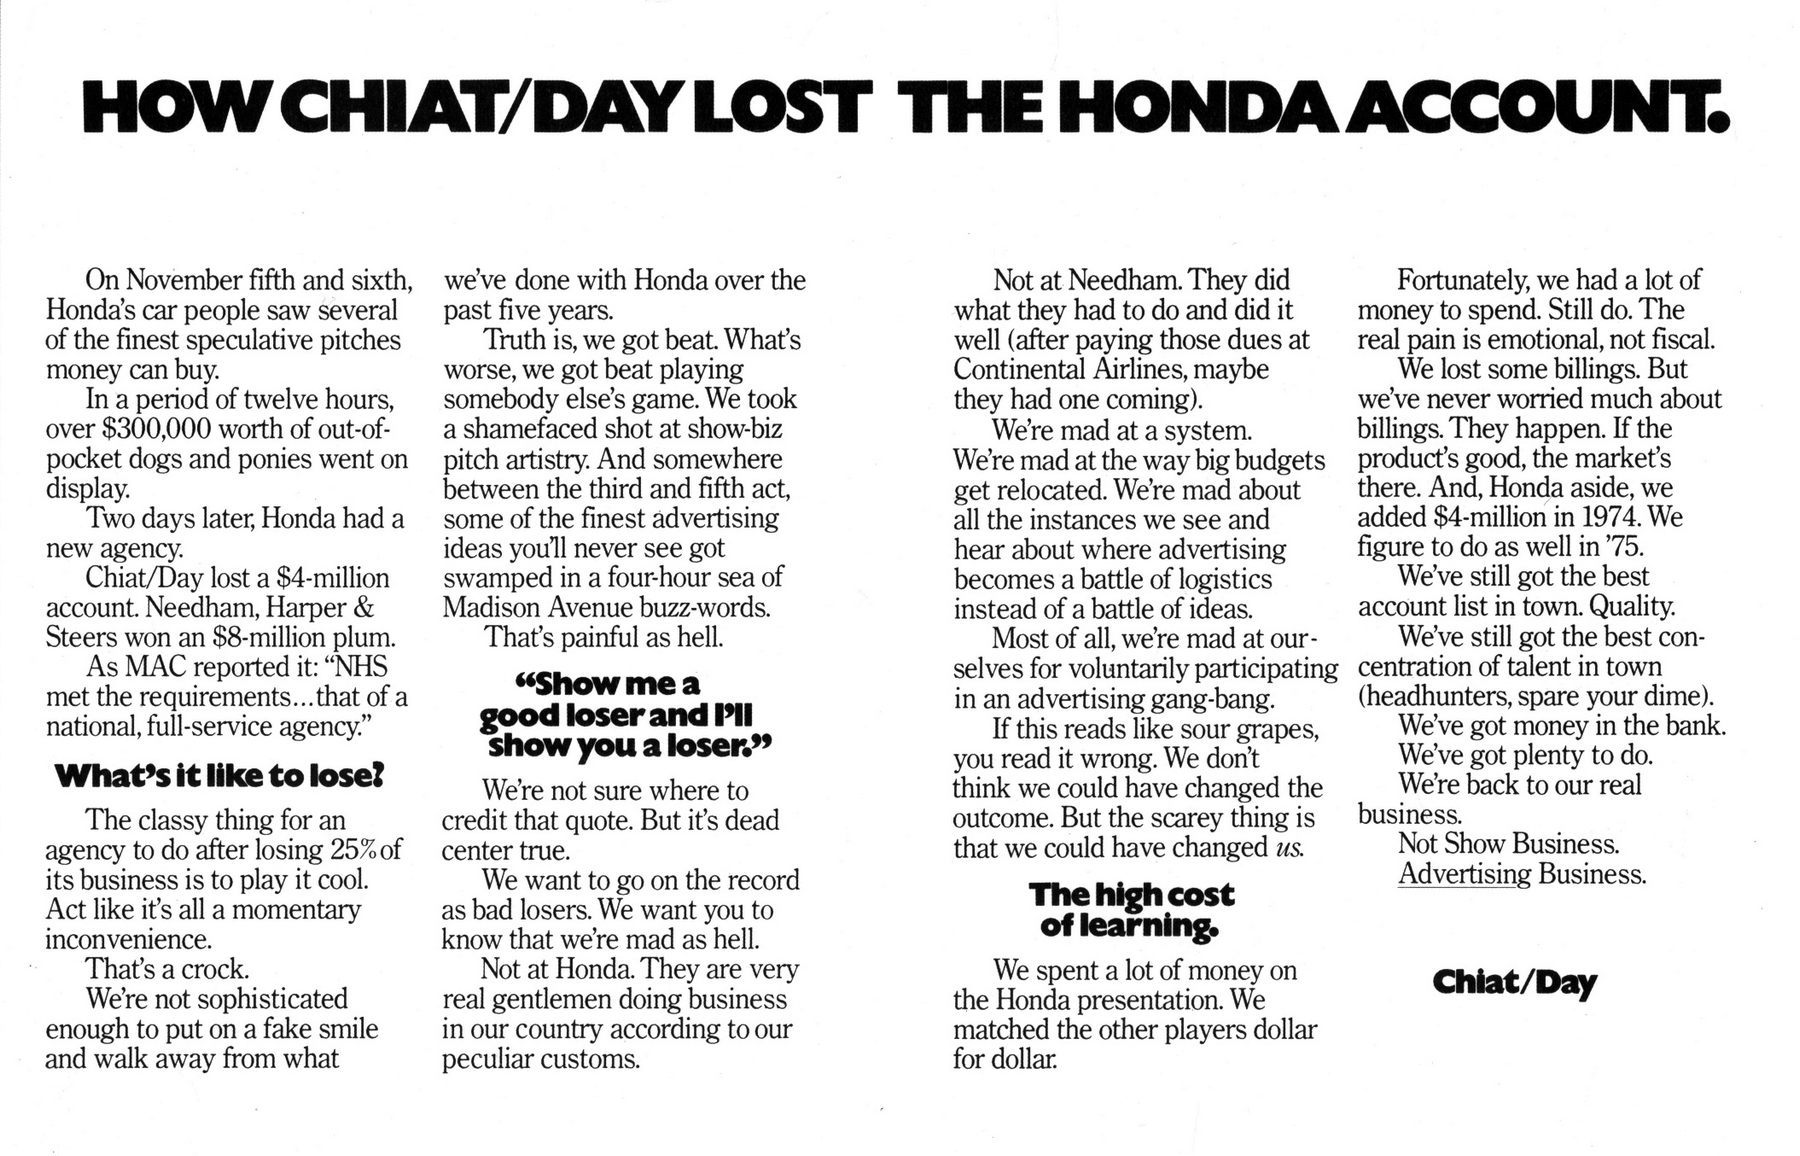 HOW CHIAT/DAY LOST THE HONDA ACCOUNT.
On November fifth and sixth,
Honda's car people saw several
of the finest speculative pitches
money can buy.
In a period of twelve hours,
over $300,000 worth of out-of-
pocket dogs and ponies went on
display.
Two days later, Honda had a
new agency.
Chiat/Day lost a $4-million
account. Needham, Harper &
Steers won an $8-million plum.
As MAC reported it: “NHS
met the requirements...that of a
national, full-service agency.”
What's it like to lose?
The classy thing for an
agency to do after losing 25% of
its business is to play it cool.
Act like it's all a momentary
inconvenience.
That's a crock.
We're not sophisticated
enough to put on a fake smile
and walk away from what
we've done with Honda over the
past five years.
Truth is, we got beat. What's
worse, we got beat playing
somebody else's game. We took
a shamefaced shot at show-biz
pitch artistry. And somewhere
between the third and fifth act,
some of the finest advertising
ideas you'll never see got
swamped in a four-hour sea of
Madison Avenue buzz-words.
That's painful as hell.
“Show me a
good loser and I'll
show you a loser.”
We're not sure where to
credit that quote. But it's dead
center true.
We want to go on the record
as bad losers. We want you to
know that we're mad as hell.
Not at Honda. They are very
real gentlemen doing business
in our country according to our
peculiar customs.
Not at Needham. They did
what they had to do and did it
well (after paying those dues at
Continental Airlines, maybe
they had one coming).
We're mad at a system.
We're mad at the way big budgets
get relocated. We're mad about
all the instances we see and
hear about where advertising
becomes a battle of logistics
instead of a battle of ideas.
Most of all, we're mad at our-
selves for voluntarily participating
in an advertising gang-bang.
If this reads like sour grapes,
you read it wrong. We don't
think we could have changed the
outcome. But the scarey thing is
that we could have changed us.
The high cost
of learning.
We spent a lot of money on
the Honda presentation. We
matched the other players dollar
for dollar.
Fortunately, we had a lot of
money to spend. Still do. The
real pain is emotional, not fiscal.
We lost some billings. But
we've never worried much about
billings. They happen. If the
product's good, the market's
there. And, Honda aside, we
added $4-million in 1974. We
figure to do as well in '75.
We've still got the best
account list in town. Quality.
We've still got the best con-
centration of talent in town
(headhunters, spare your dime).
We've got money in the bank.
We've got plenty to do.
We're back to our real
business.
Not Show Business.
Advertising Business.
Chiat/Day